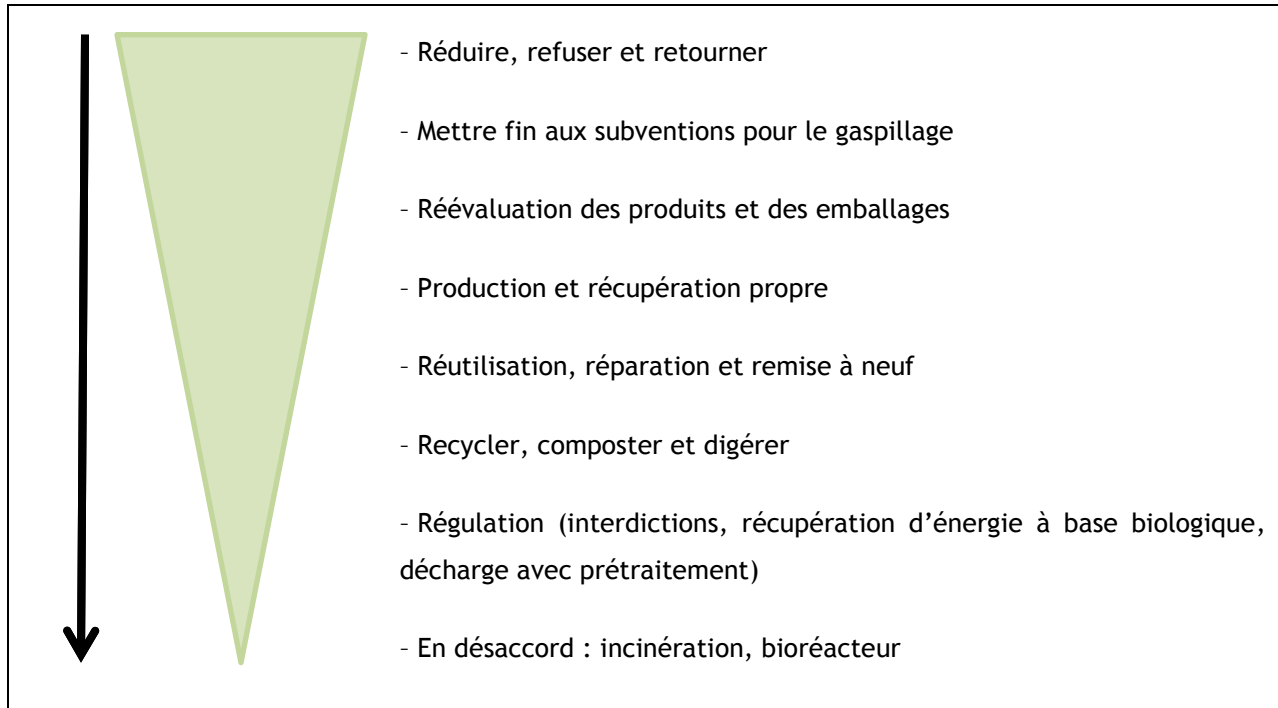 – Réduire, refuser et retourner
– Mettre fin aux subventions pour le gaspillage
– Réévaluation des produits et des emballages
– Production et récupération propre
– Réutilisation, réparation et remise à neuf
– Recycler, composter et digérer
– Régulation (interdictions, récupération d’énergie à base biologique,
décharge avec prétraitement)
– En désaccord : incinération, bioréacteur